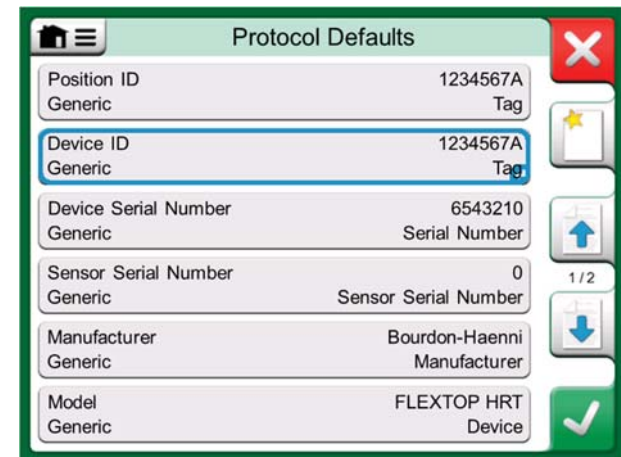 Protocol Defaults
Position ID 1234567A
Generic Tag
Device ID 1234567A
Generic Tag
Device Serial Number 6543210
Generic Serial Number
Sensor Serial Number 0
Generic Sensor Serial Number
1/2
Manufacturer Bourdon-Haenni
Generic Manufacturer
Model FLEXTOP HRT
Generic Device